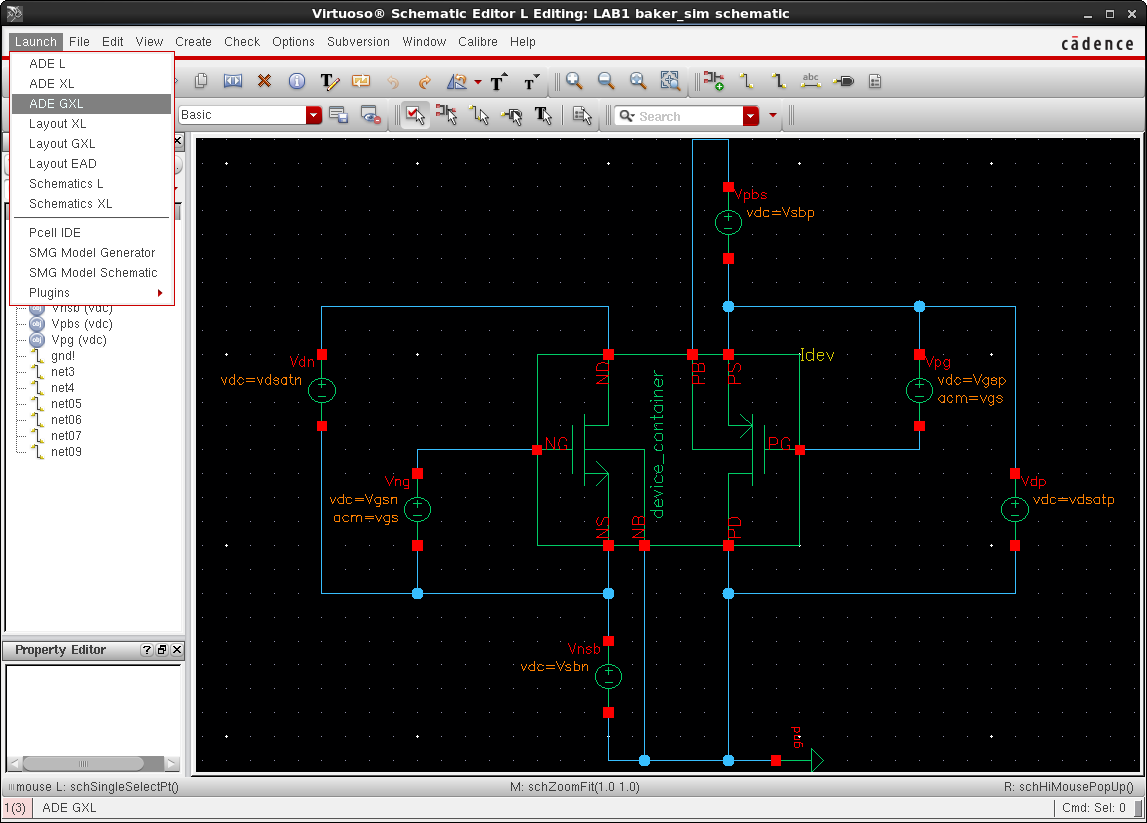 Virtuoso® Schematic Editor L Editing: LAB1 baker_sim schematic
Launch File Edit View Create Check Options Subversion Window Calibre Help
cādence
ADE L
ADE XL
ADE GXL
Layout XL
Layout GXL
Layout EAD
Schematics L
Schematics XL
Pcell IDE
SMG Model Generator
SMG Model Schematic
Plugins
Basic
Search
abc
Vnsb (vdc)
Vpbs (vdc)
Vpg (vdc)
gnd!
net3
net4
net05
net06
net07
net09
Property Editor
Vpbs
vdc=Vsbp
Vdn
vdc=vdsatn
ND
PB
PS
Idev
Vpg
vdc=Vgsp
acm=vgs
device_container
NG
PG
Vng
vdc=Vgsn
acm=vgs
Vdp
vdc=vdsatp
NS
NB
PD
Vnsb
vdc=Vsbn
gnd
mouse L: schSingleSelectPt()
M: schZoomFit(1.0 1.0)
R: schHiMousePopUp()
1(3)
ADE GXL
Cmd: Sel: 0